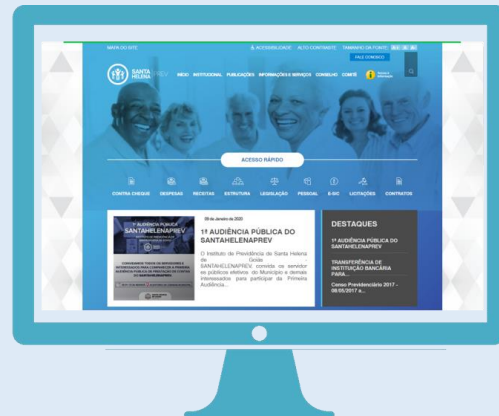 MAPA DO SITE
ACESSIBILIDADE ALTO CONTRASTE TAMANHO DA FONTE:
FALE CONOSCO
SANTA HELENA PREV
INÍCIO INSTITUCIONAL PUBLICAÇÕES INFORMAÇÕES E SERVIÇOS CONSELHO COMITÊ
ACESSO RÁPIDO
CONTRA CHEQUE DESPESAS RECEITAS ESTRUTURA LEGISLAÇÃO PESSOAL E-SIC LICITAÇÕES CONTRATOS
1ª AUDIÊNCIA PÚBLICA
SANTAHELENAPREV
09 de Janeiro de 2020
1ª AUDIÊNCIA PÚBLICA DO
SANTAHELENAPREV
O Instituto de Previdência de Santa Helena
de Goiás
SANTAHELENAPREV, convida os servidor
es públicos efetivos do Município e demais
interessados para participar da Primeira
Audiência...
DESTAQUES
1ª AUDIÊNCIA PÚBLICA DO
SANTAHELENAPREV
TRANSFERÊNCIA DE
INSTITUIÇÃO BANCÁRIA
PARA...
Censo Previdenciário 2017 -
08/05/2017 a...